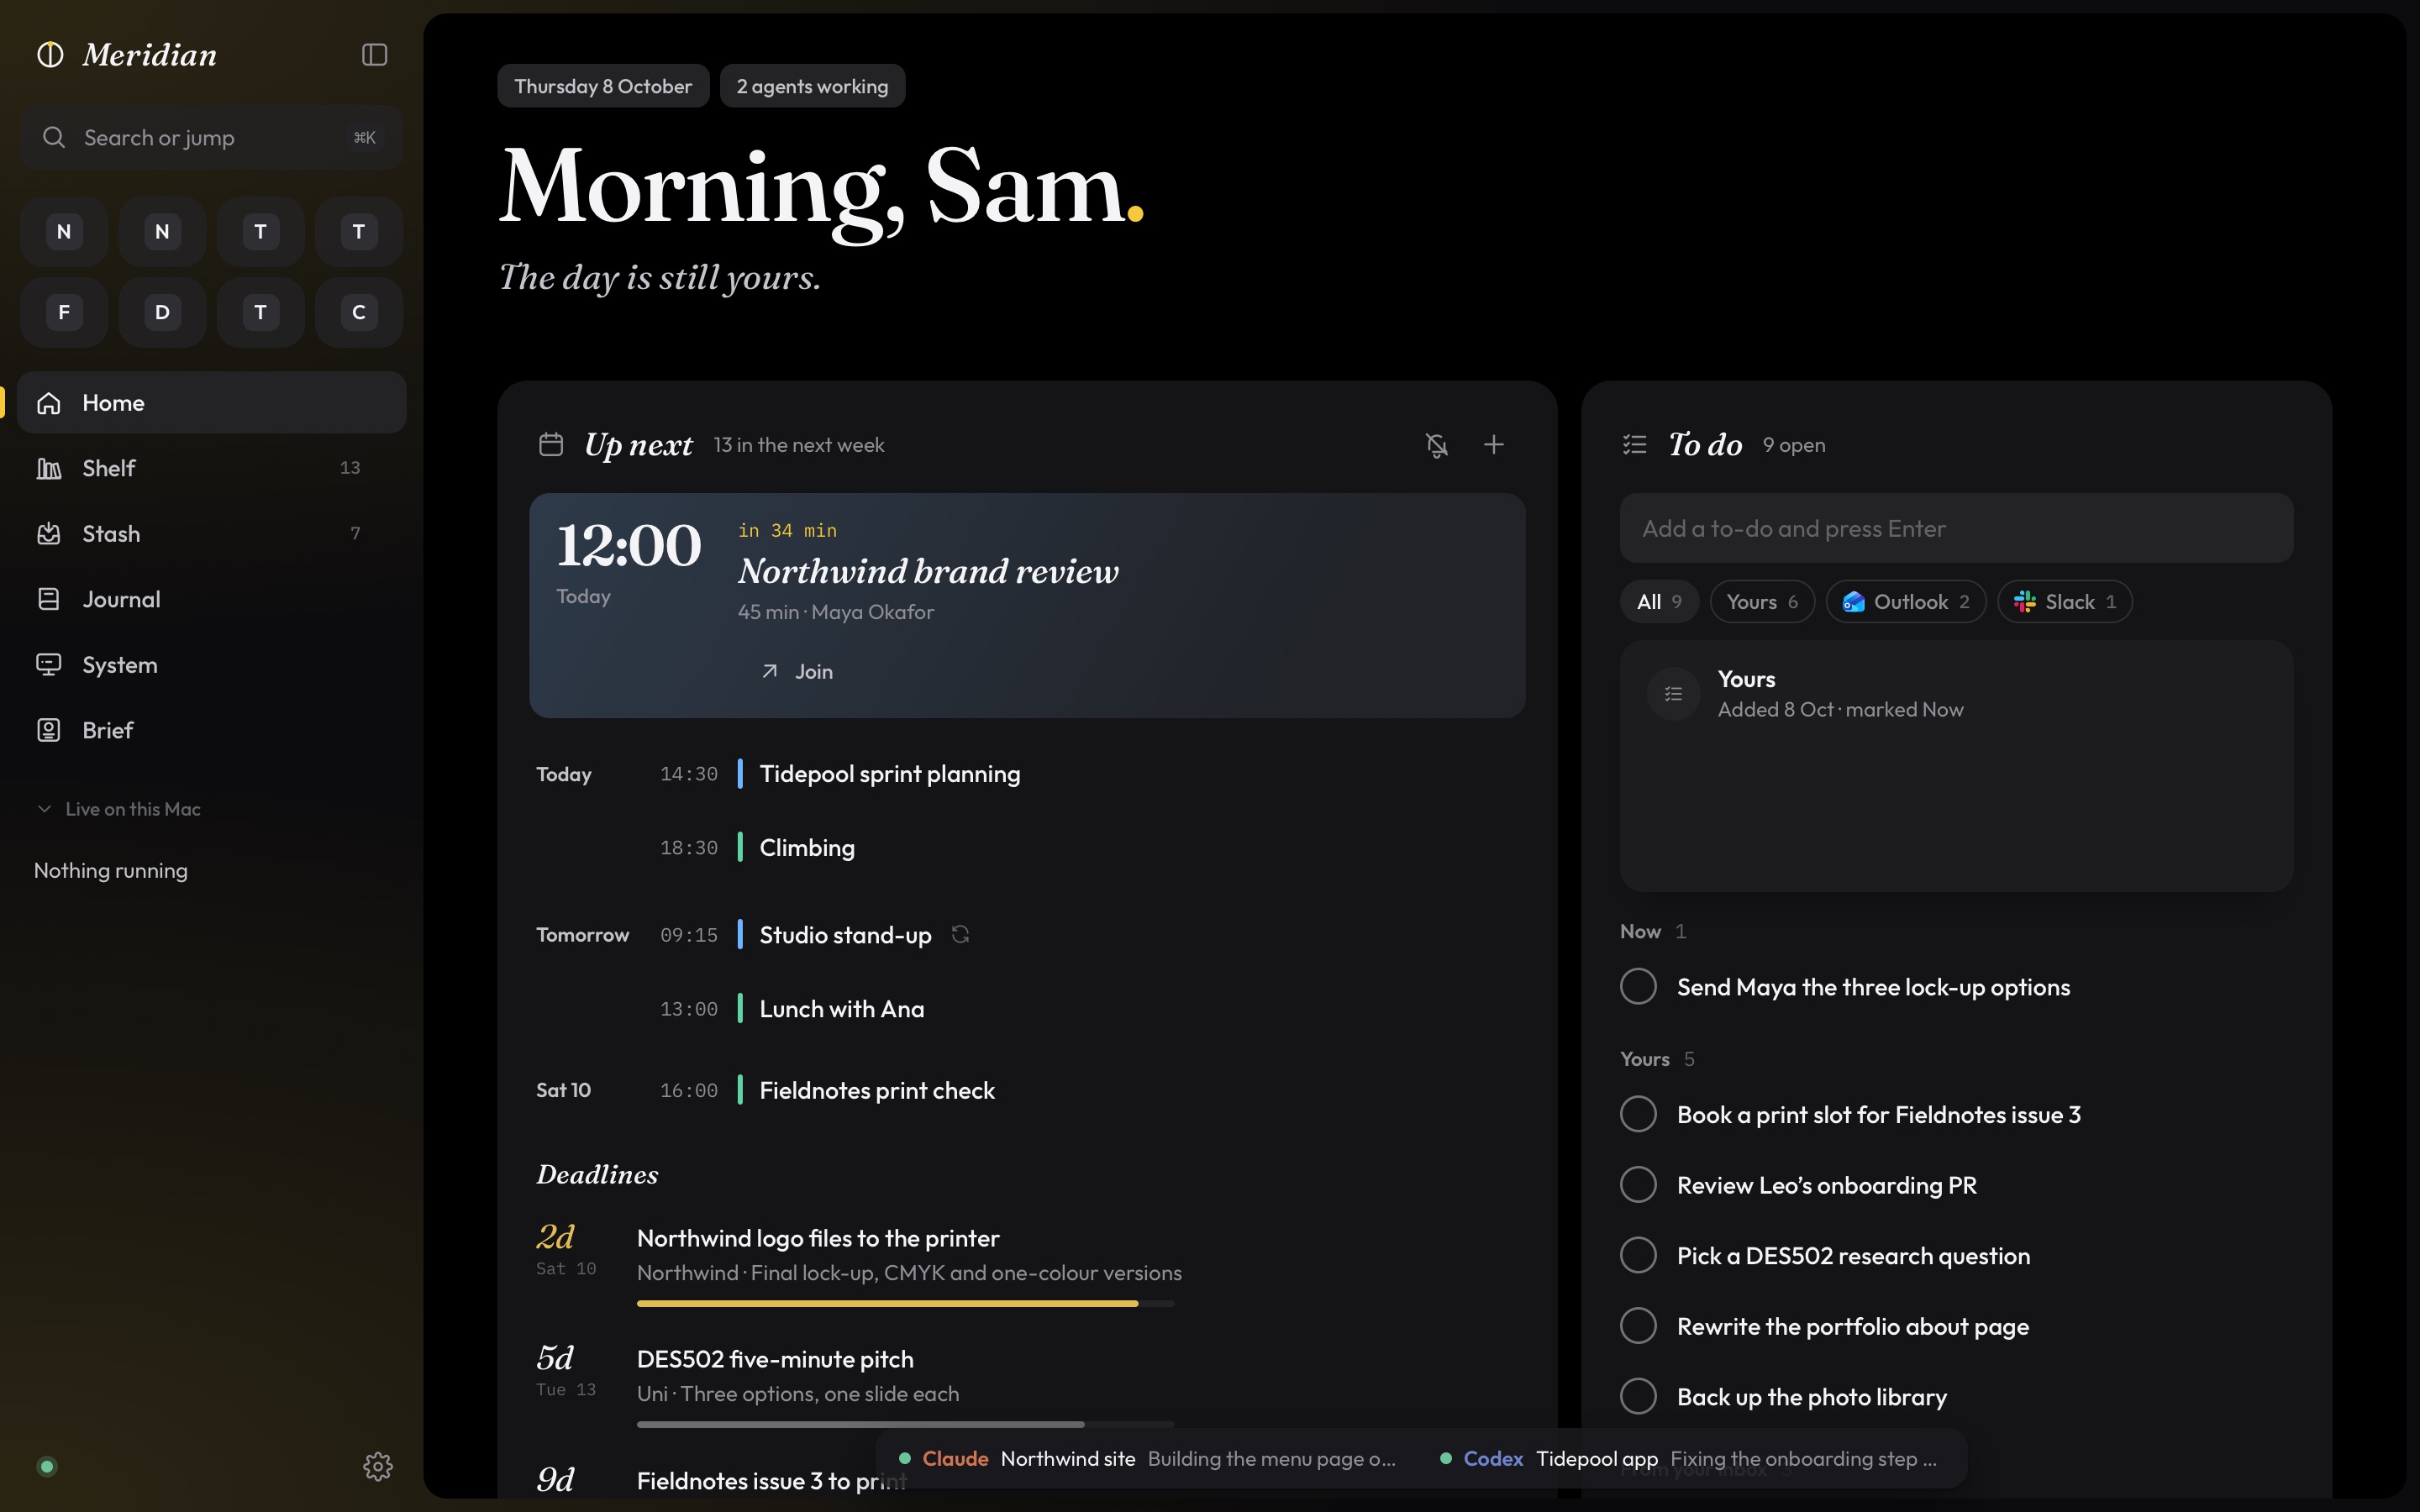 Meridian
Search or jump ⌘K
N N T T
F D T C
Home
Shelf 13
Stash 7
Journal
System
Brief
Live on this Mac
Nothing running
Thursday 8 October 2 agents working
Morning, Sam.
The day is still yours.
Up next 13 in the next week
12:00
Today
in 34 min
Northwind brand review
45 min · Maya Okafor
Join
Today 14:30 Tidepool sprint planning
18:30 Climbing
Tomorrow 09:15 Studio stand-up
13:00 Lunch with Ana
Sat 10 16:00 Fieldnotes print check
Deadlines
2d Northwind logo files to the printer
Sat 10 Northwind · Final lock-up, CMYK and one-colour versions
5d DES502 five-minute pitch
Tue 13 Uni · Three options, one slide each
9d Fieldnotes issue 3 to print
To do 9 open
Add a to-do and press Enter
All 9 Yours 6 Outlook 2 Slack 1
Yours
Added 8 Oct · marked Now
Now 1
Send Maya the three lock-up options
Yours 5
Book a print slot for Fieldnotes issue 3
Review Leo’s onboarding PR
Pick a DES502 research question
Rewrite the portfolio about page
Back up the photo library
From your inbox 3
Claude Northwind site Building the menu page o... Codex Tidepool app Fixing the onboarding step ...